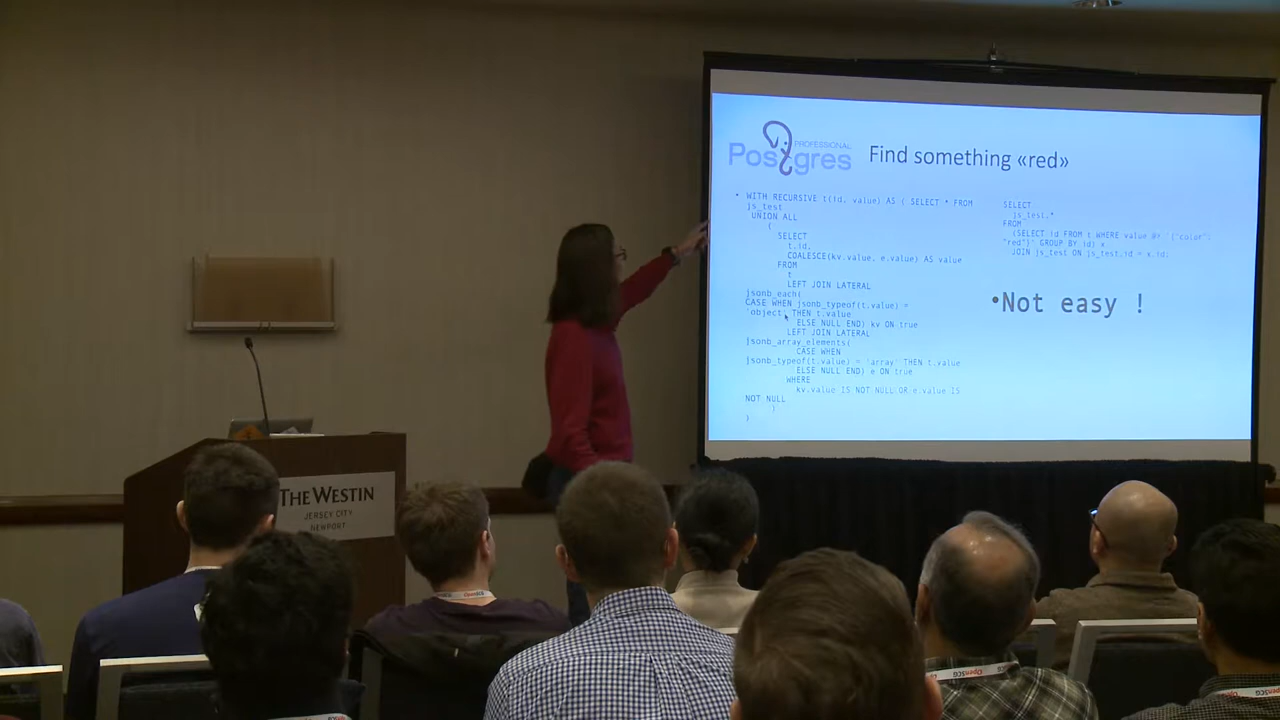 PROFESSIONAL
Postgres
Find something «red»
• WITH RECURSIVE t(id, value) AS ( SELECT * FROM
js_test
UNION ALL
(
SELECT
t.id,
COALESCE(kv.value, e.value) AS value
FROM
t
LEFT JOIN LATERAL
jsonb_each(
CASE WHEN jsonb_typeof(t.value) =
'object' THEN t.value
ELSE NULL END) kv ON true
LEFT JOIN LATERAL
jsonb_array_elements(
CASE WHEN
jsonb_typeof(t.value) = 'array' THEN t.value
ELSE NULL END) e ON true
WHERE
kv.value IS NOT NULL OR e.value IS
NOT NULL
)
)
SELECT
js_test.*
FROM
(SELECT id FROM t WHERE value @> '{"color":
"red"}' GROUP BY id) x
JOIN js_test ON js_test.id = x.id;
•Not easy !
THE WESTIN
JERSEY CITY
NEWPORT
OpenSCG
OpenSCG
OpenSCG